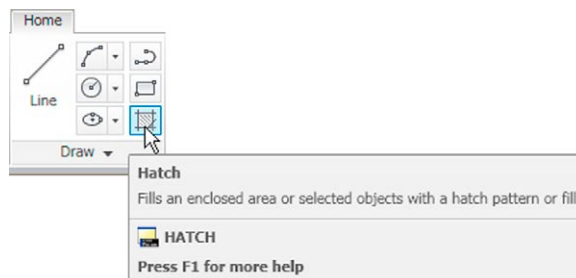 Home
Line
Draw
Hatch
Fills an enclosed area or selected objects with a hatch pattern or fill
HATCH
Press F1 for more help